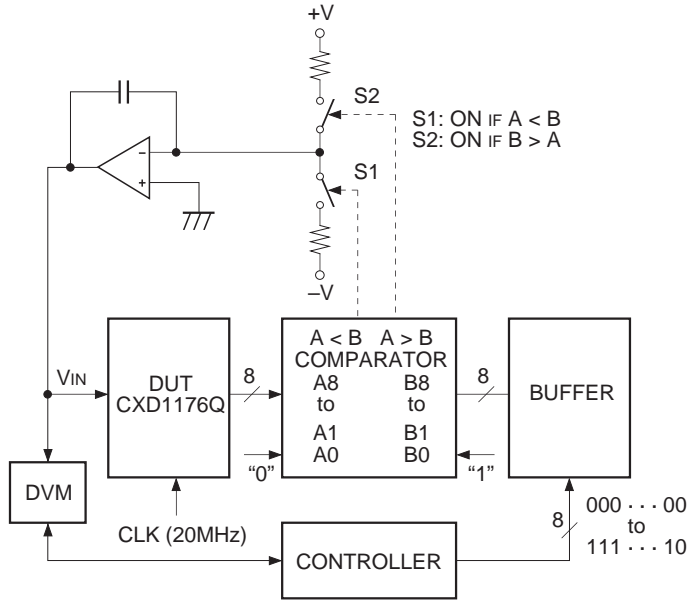 +V
S2
S1: ON IF A < B
S2: ON IF B > A
–
+
S1
–V
A < B A > B
COMPARATOR
A8 B8
to to
A1 B1
A0 B0
VIN
DUT
CXD1176Q
8
8
BUFFER
"0"
"1"
DVM
CLK (20MHz)
CONTROLLER
8
000 · · · 00
to
111 · · · 10